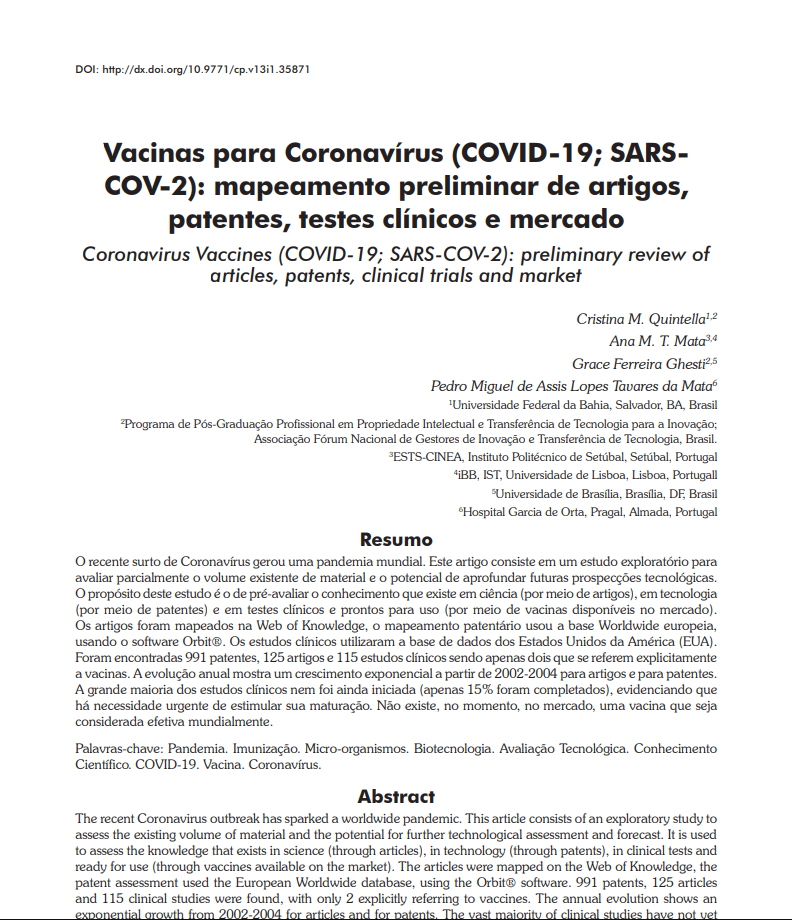 DOI: http://dx.doi.org/10.9771/cp.v13i1.35871
Vacinas para Coronavírus (COVID-19; SARS-
COV-2): mapeamento preliminar de artigos,
patentes, testes clínicos e mercado
Coronavirus Vaccines (COVID-19; SARS-COV-2): preliminary review of
articles, patents, clinical trials and market
Cristina M. Quintella1,2
Ana M. T. Mata3,4
Grace Ferreira Ghesti2,5
Pedro Miguel de Assis Lopes Tavares da Mata6
1Universidade Federal da Bahia, Salvador, BA, Brasil
2Programa de Pós-Graduação Profissional em Propriedade Intelectual e Transferência de Tecnologia para a Inovação;
Associação Fórum Nacional de Gestores de Inovação e Transferência de Tecnologia, Brasil.
3ESTS-CINEA, Instituto Politécnico de Setúbal, Setúbal, Portugal
4iBB, IST, Universidade de Lisboa, Lisboa, Portugall
5Universidade de Brasília, Brasília, DF, Brasil
6Hospital Garcia de Orta, Pragal, Almada, Portugal
Resumo
O recente surto de Coronavírus gerou uma pandemia mundial. Este artigo consiste em um estudo exploratório para
avaliar parcialmente o volume existente de material e o potencial de aprofundar futuras prospecções tecnológicas.
O propósito deste estudo é o de pré-avaliar o conhecimento que existe em ciência (por meio de artigos), em tecnologia
(por meio de patentes) e em testes clínicos e prontos para uso (por meio de vacinas disponíveis no mercado).
Os artigos foram mapeados na Web of Knowledge, o mapeamento patentário usou a base Worldwide europeia,
usando o software Orbit®. Os estudos clínicos utilizaram a base de dados dos Estados Unidos da América (EUA).
Foram encontradas 991 patentes, 125 artigos e 115 estudos clínicos sendo apenas dois que se referem explicitamente
a vacinas. A evolução anual mostra um crescimento exponencial a partir de 2002-2004 para artigos e para patentes.
A grande maioria dos estudos clínicos nem foi ainda iniciada (apenas 15% foram completados), evidenciando que
há necessidade urgente de estimular sua maturação. Não existe, no momento, no mercado, uma vacina que seja
considerada efetiva mundialmente.
Palavras-chave: Pandemia. Imunização. Micro-organismos. Biotecnologia. Avaliação Tecnológica. Conhecimento
Científico. COVID-19. Vacina. Coronavírus.
Abstract
The recent Coronavirus outbreak has sparked a worldwide pandemic. This article consists of an exploratory study to
assess the existing volume of material and the potential for further technological assessment and forecast. It is used
to assess the knowledge that exists in science (through articles), in technology (through patents), in clinical tests and
ready for use (through vaccines available on the market). The articles were mapped on the Web of Knowledge, the
patent assessment used the European Worldwide database, using the Orbit® software. 991 patents, 125 articles
and 115 clinical studies were found, with only 2 explicitly referring to vaccines. The annual evolution shows an
exponential growth from 2002-2004 for articles and for patents. The vast majority of clinical studies have not yet